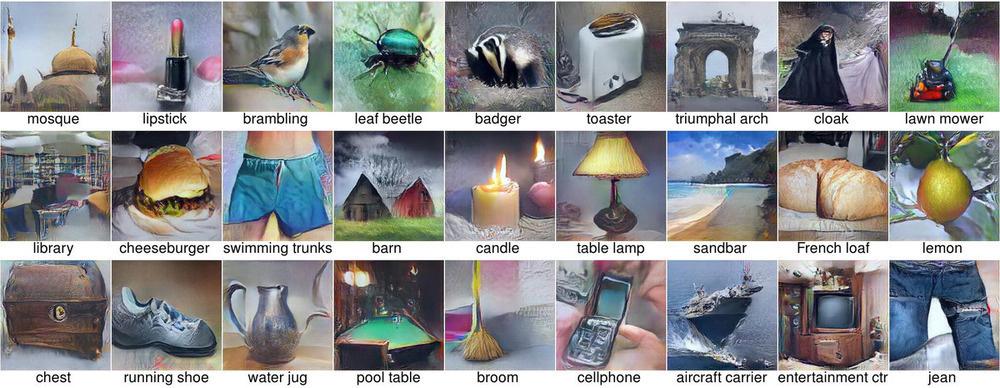 mosque lipstick brambling leaf beetle badger toaster triumphal arch cloak lawn mower
library cheeseburger swimming trunks barn candle table lamp sandbar French loaf lemon
chest running shoe water jug pool table broom cellphone aircraft carrier entertainment ctr jean